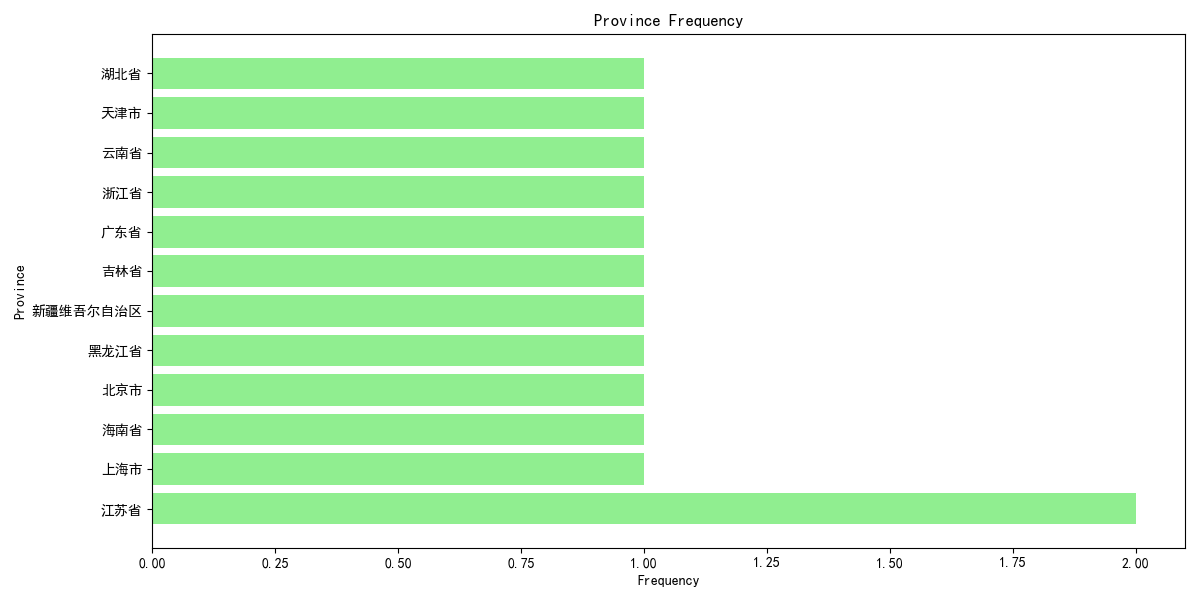 Province Frequency
湖北省
天津市
云南省
浙江省
广东省
吉林省
新疆维吾尔自治区
黑龙江省
北京市
海南省
上海市
江苏省
Province
0.00 0.25 0.50 0.75 1.00 1.25 1.50 1.75 2.00
Frequency